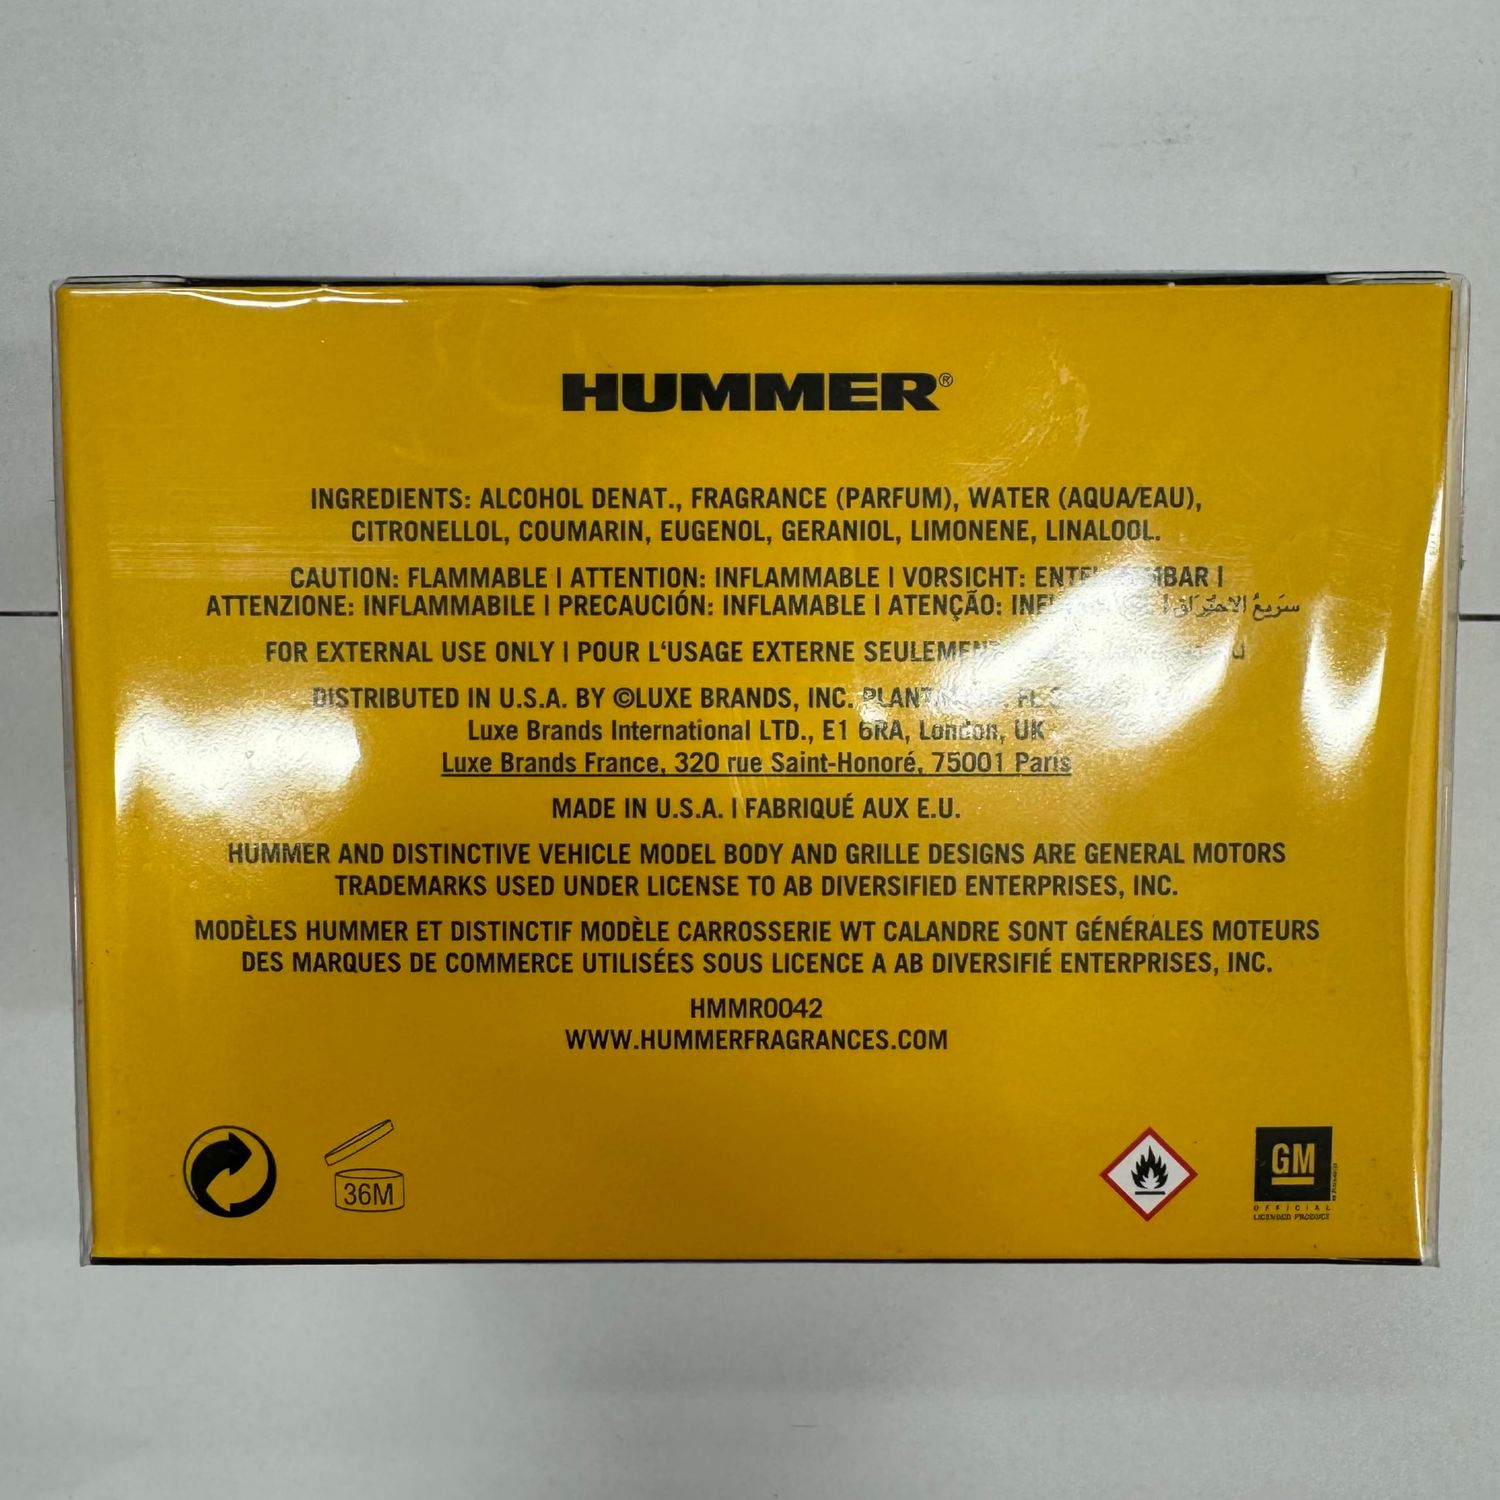 HUMMER®
INGREDIENTS: ALCOHOL DENAT., FRAGRANCE (PARFUM), WATER (AQUA/EAU),
CITRONELLOL, COUMARIN, EUGENOL, GERANIOL, LIMONENE, LINALOOL.
CAUTION: FLAMMABLE I ATTENTION: INFLAMMABLE I VORSICHT: I
ATTENZIONE: INFLAMMABILE I PRECAUCIÓN: INFLAMABLE I ATENÇÃO: سَريعُ الاحْتِراق
FOR EXTERNAL USE ONLY I POUR L'USAGE EXTERNE
DISTRIBUTED IN U.S.A. BY ©LUXE BRANDS, INC.
Luxe Brands International LTD., E1 6RA, London, UK
Luxe Brands France, 320 rue Saint-Honoré, 75001 Paris
MADE IN U.S.A. I FABRIQUÉ AUX E.U.
HUMMER AND DISTINCTIVE VEHICLE MODEL BODY AND GRILLE DESIGNS ARE GENERAL MOTORS
TRADEMARKS USED UNDER LICENSE TO AB DIVERSIFIED ENTERPRISES, INC.
MODÈLES HUMMER ET DISTINCTIF MODÈLE CARROSSERIE WT CALANDRE SONT GÉNÉRALES MOTEURS
DES MARQUES DE COMMERCE UTILISÉES SOUS LICENCE A AB DIVERSIFIÉ ENTERPRISES, INC.
HMMR0042
WWW.HUMMERFRAGRANCES.COM
36M
GM
OFFICIAL
LICENSED PRODUCT